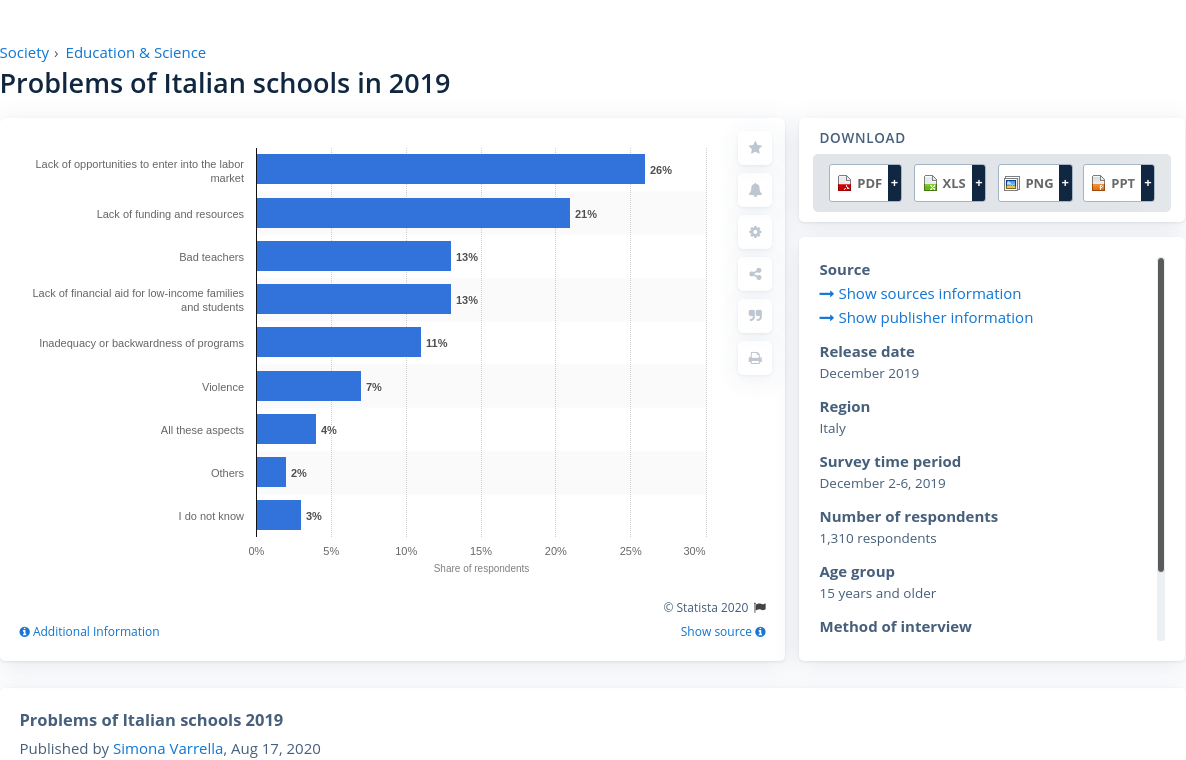 Society › Education & Science
Problems of Italian schools in 2019
Lack of opportunities to enter into the labor
market
26%
Lack of funding and resources
21%
Bad teachers
13%
Lack of financial aid for low-income families
and students
13%
Inadequacy or backwardness of programs
11%
Violence
7%
All these aspects
4%
Others
2%
I do not know
3%
0% 5% 10% 15% 20% 25% 30%
Share of respondents
© Statista 2020
Additional Information
Show source
DOWNLOAD
PDF + XLS + PNG + PPT +
Source
Show sources information
Show publisher information
Release date
December 2019
Region
Italy
Survey time period
December 2-6, 2019
Number of respondents
1,310 respondents
Age group
15 years and older
Method of interview
Problems of Italian schools 2019
Published by Simona Varrella, Aug 17, 2020